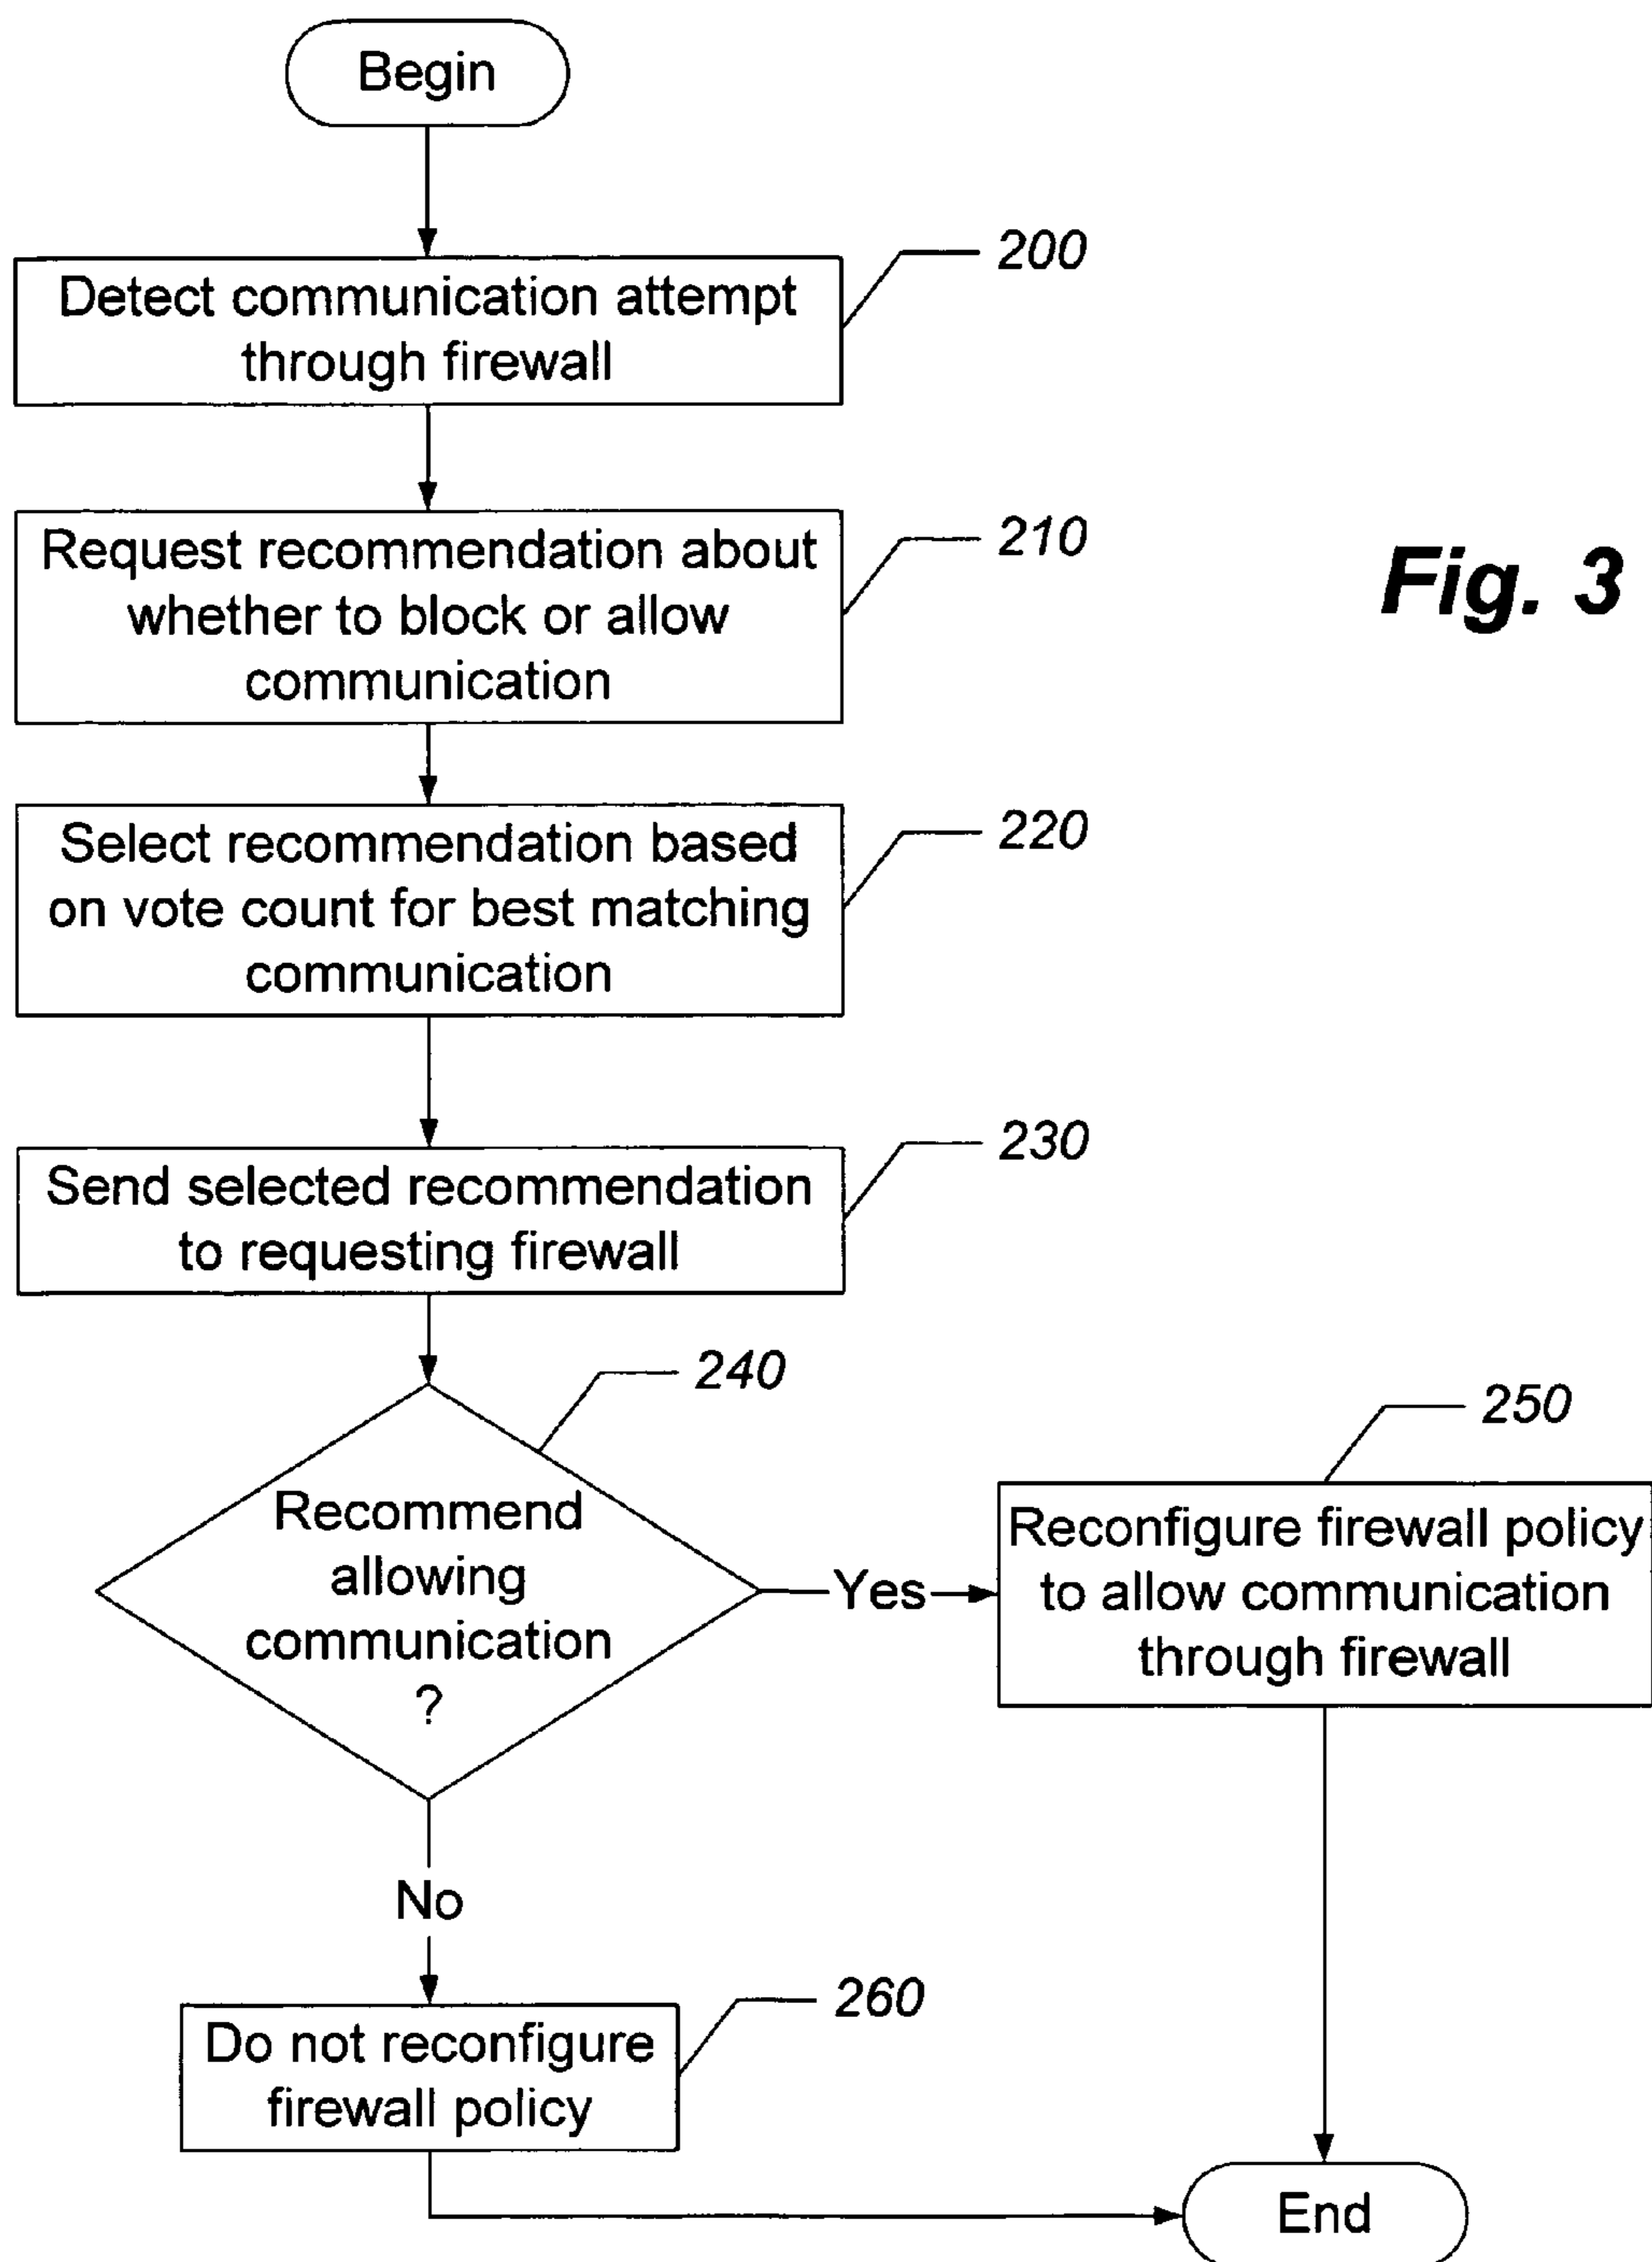 Begin
200
Detect communication attempt
through firewall
210
Request recommendation about
whether to block or allow
communication
Fig. 3
220
Select recommendation based
on vote count for best matching
communication
230
Send selected recommendation
to requesting firewall
240
Recommend
allowing
communication
?
Yes
250
Reconfigure firewall policy
to allow communication
through firewall
No
260
Do not reconfigure
firewall policy
End